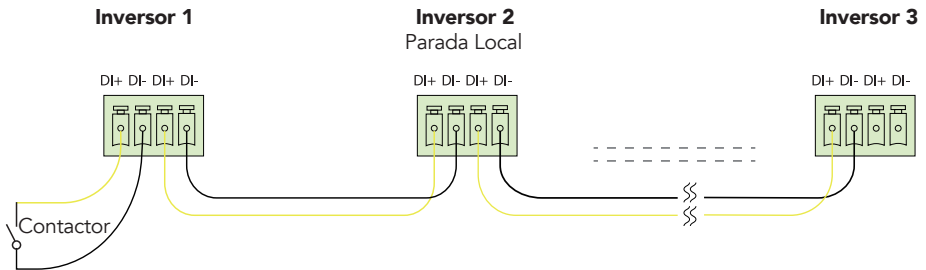 Inversor 1
Inversor 2
Inversor 3
Parada Local
DI+ DI- DI+ DI-
DI+ DI- DI+ DI-
DI+ DI- DI+ DI-
Contactor